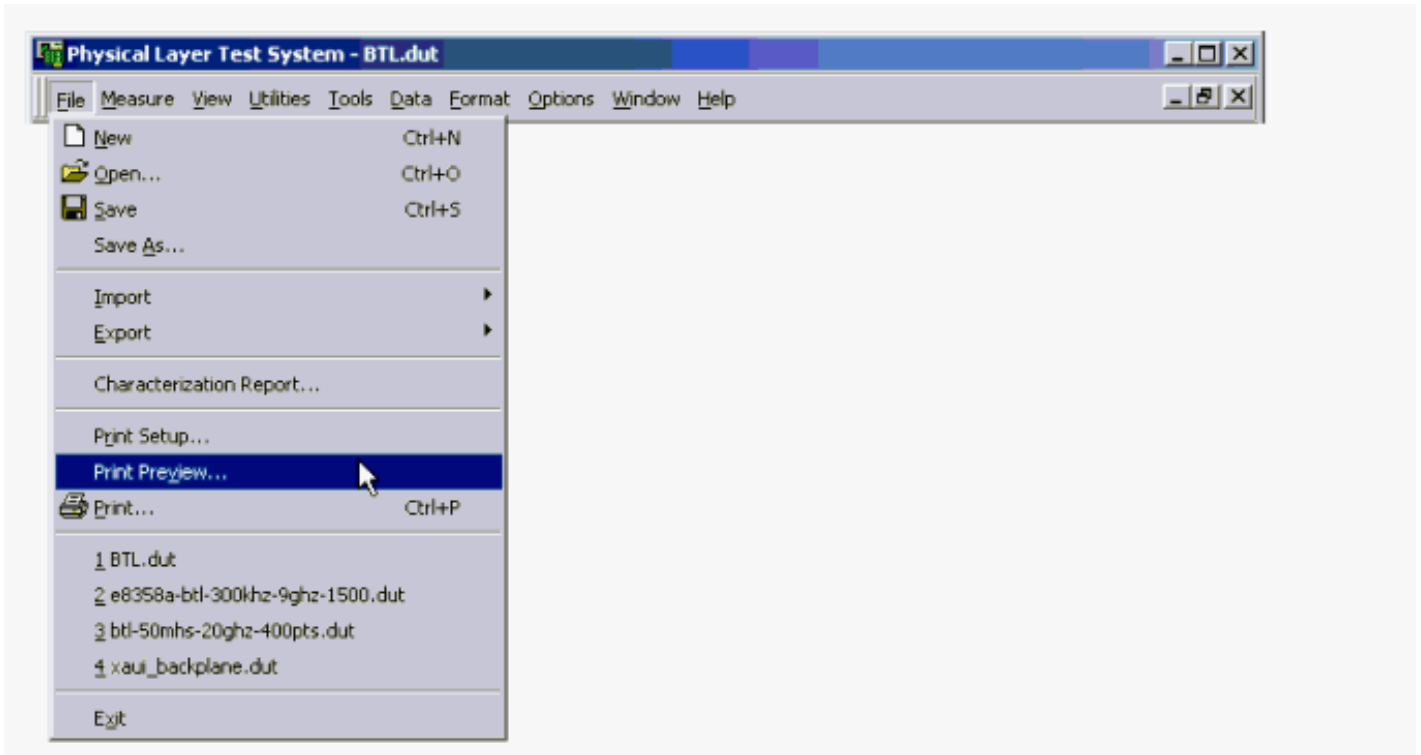 Physical Layer Test System - BTL.dut
File Measure View Utilities Tools Data Format Options Window Help
New Ctrl+N
Open... Ctrl+O
Save Ctrl+S
Save As...
Import
Export
Characterization Report...
Print Setup...
Print Preview...
Print... Ctrl+P
1 BTL.dut
2 e8358a-btl-300khz-9ghz-1500.dut
3 btl-50mhs-20ghz-400pts.dut
4 xaui_backplane.dut
Exit